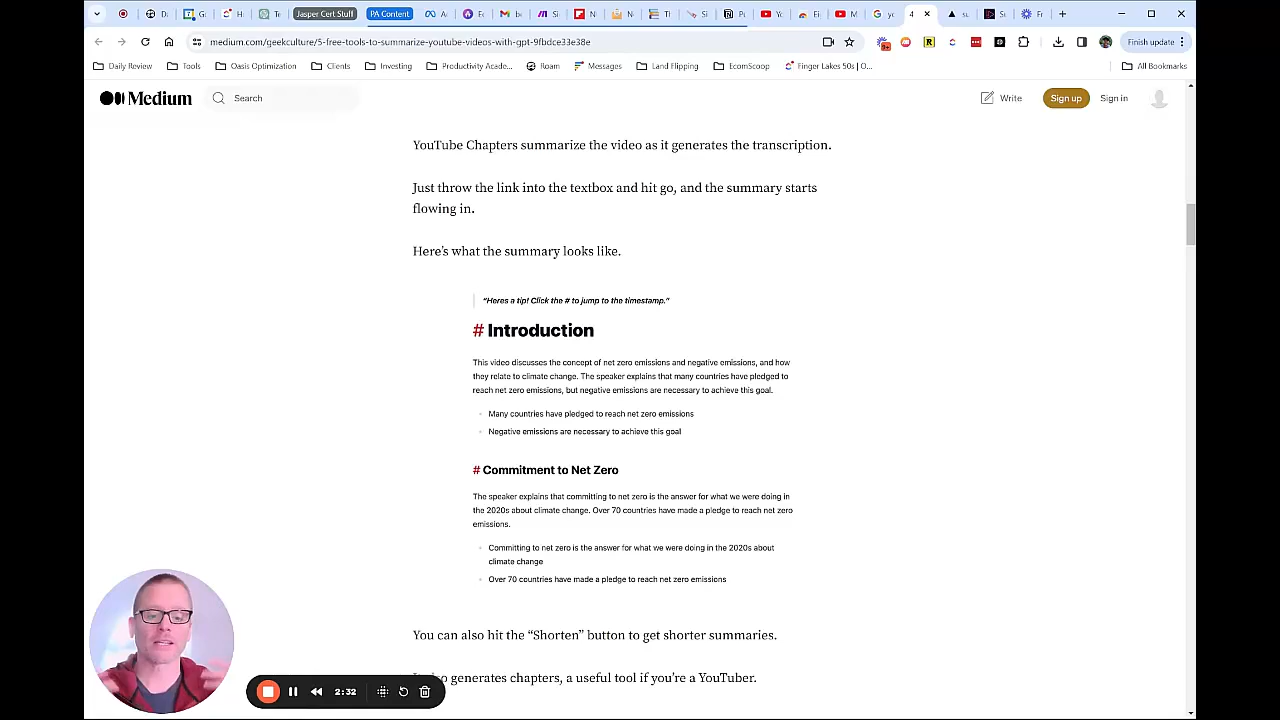 Jasper Cert Stuff
PA Content
medium.com/geekculture/5-free-tools-to-summarize-youtube-videos-with-gpt-9fbdce33e38e
9+
Finish update
Daily Review
Tools
Oasis Optimization
Clients
Investing
Productivity Acade...
Roam
Messages
Land Flipping
EcomScoop
Finger Lakes 50s | O...
All Bookmarks
Medium
Search
Write
Sign up
Sign in
YouTube Chapters summarize the video as it generates the transcription.
Just throw the link into the textbox and hit go, and the summary starts
flowing in.
Here's what the summary looks like.
"Heres a tip! Click the # to jump to the timestamp."
# Introduction
This video discusses the concept of net zero emissions and negative emissions, and how
they relate to climate change. The speaker explains that many countries have pledged to
reach net zero emissions, but negative emissions are necessary to achieve this goal.
Many countries have pledged to reach net zero emissions
Negative emissions are necessary to achieve this goal
# Commitment to Net Zero
The speaker explains that committing to net zero is the answer for what we were doing in
the 2020s about climate change. Over 70 countries have made a pledge to reach net zero
emissions.
Committing to net zero is the answer for what we were doing in the 2020s about
climate change
Over 70 countries have made a pledge to reach net zero emissions
You can also hit the "Shorten" button to get shorter summaries.
generates chapters, a useful tool if you're a YouTuber.
2:32